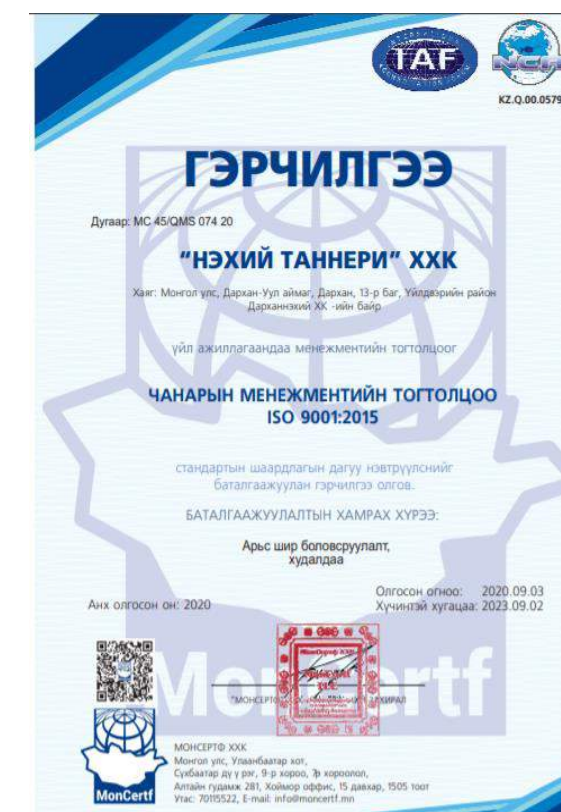 IAF
NCA
KZ.Q.00.0579
ГЭРЧИЛГЭЭ
Дугаар: MC 45/QMS 074 20
"НЭХИЙ ТАННЕРИ" ХХК
Хаяг: Монгол улс, Дархан-Уул аймаг, Дархан, 13-р баг, Үйлдвэрийн район
Дарханнэхий ХК -ийн байр
үйл ажиллагаандаа менежментийн тогтолцоог
ЧАНАРЫН МЕНЕЖМЕНТИЙН ТОГТОЛЦОО
ISO 9001:2015
стандартын шаардлагын дагуу нэвтрүүлснийг
баталгаажуулан гэрчилгээ олгов.
БАТАЛГААЖУУЛАЛТЫН ХАМРАХ ХҮРЭЭ:
Арьс шир боловсруулалт,
худалдаа
Олгосон огноо: 2020.09.03
Анх олгосон он: 2020
Хүчинтэй хугацаа: 2023.09.02
MonCertf
МОНСЕРТФ ХХК
Монгол улс, Улаанбаатар хот,
Сүхбаатар дүүрэг, 9-р хороо, 7р хороолол,
Алтайн гудамж 281, Хоймор оффис, 15 давхар, 1505 тоот
Утас: 70115522, E-mail: info@moncertf.mn
MonCertf